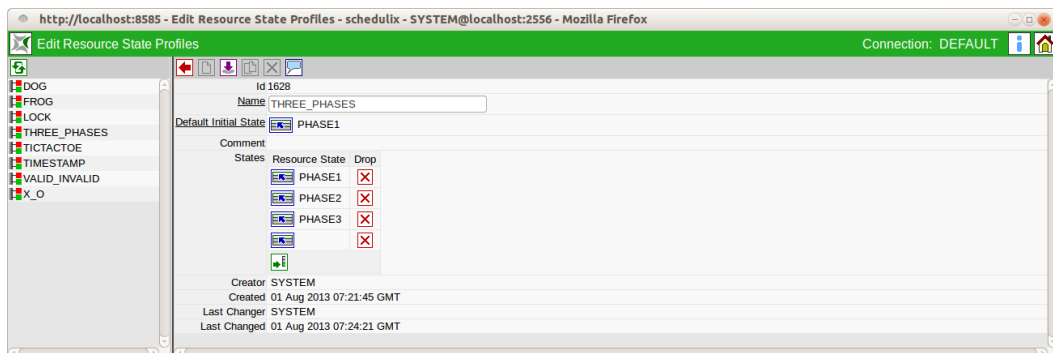 http://localhost:8585 - Edit Resource State Profiles - schedulix - SYSTEM@localhost:2556 - Mozilla Firefox
Edit Resource State Profiles
Connection: DEFAULT
DOG
FROG
LOCK
THREE_PHASES
TICTACTOE
TIMESTAMP
VALID_INVALID
X_O
Id 1628
Name THREE_PHASES
Default Initial State PHASE1
Comment
States Resource State Drop
PHASE1
PHASE2
PHASE3
Creator SYSTEM
Created 01 Aug 2013 07:21:45 GMT
Last Changer SYSTEM
Last Changed 01 Aug 2013 07:24:21 GMT